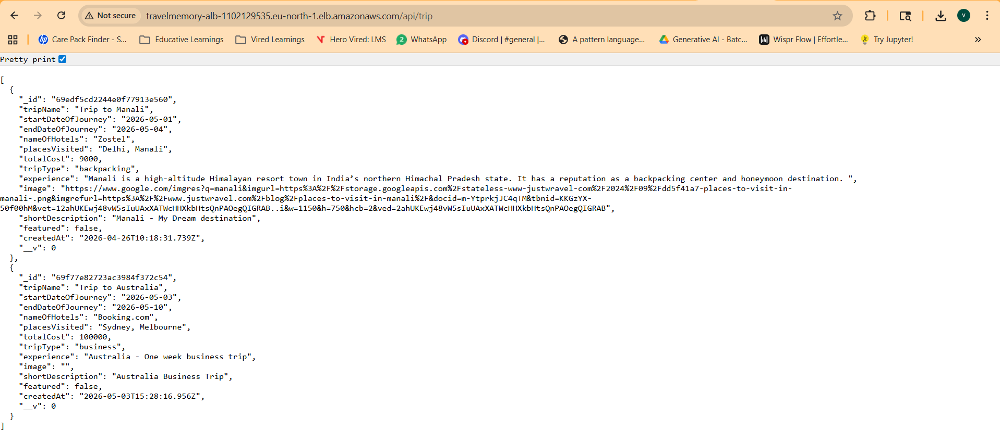 Not secure travelmemory-alb-1102129535.eu-north-1.elb.amazonaws.com/api/trip V
hp Care Pack Finder - S... Educative Learnings Vired Learnings Hero Vired: LMS 2 WhatsApp Discord | #general |... A pattern language... Generative AI - Batc... Wispr Flow | Effortle... Try Jupyter! »
Pretty print
[
  {
    "_id": "69edf5cd2244e0f77913e560",
    "tripName": "Trip to Manali",
    "startDateOfJourney": "2026-05-01",
    "endDateOfJourney": "2026-05-04",
    "nameOfHotels": "Zostel",
    "placesVisited": "Delhi, Manali",
    "totalCost": 9000,
    "tripType": "backpacking",
    "experience": "Manali is a high-altitude Himalayan resort town in India’s northern Himachal Pradesh state. It has a reputation as a backpacking center and honeymoon destination. ",
    "image": "https://www.google.com/imgres?q=manali&imgurl=https%3A%2F%2Fstorage.googleapis.com%2Fstateless-www-justwravel-com%2F2024%2F09%2Fdd5f41a7-places-to-visit-in-
manali-.png&imgrefurl=https%3A%2F%2Fwww.justwravel.com%2Fblog%2Fplaces-to-visit-in-manali%2F&docid=m-YtprkjJC4qTM&tbnid=KKGzYX-
50f00hM&vet=12ahUKEwj48vW5sIuUAxXATWcHHXkbHtsQnPAOegQIGRAB..i&w=1150&h=750&hcb=2&ved=2ahUKEwj48vW5sIuUAxXATWcHHXkbHtsQnPAOegQIGRAB",
    "shortDescription": "Manali - My Dream destination",
    "featured": false,
    "createdAt": "2026-04-26T10:18:31.739Z",
    "__v": 0
  },
  {
    "_id": "69f77e82723ac3984f372c54",
    "tripName": "Trip to Australia",
    "startDateOfJourney": "2026-05-03",
    "endDateOfJourney": "2026-05-10",
    "nameOfHotels": "Booking.com",
    "placesVisited": "Sydney, Melbourne",
    "totalCost": 100000,
    "tripType": "business",
    "experience": "Australia - One week business trip",
    "image": "",
    "shortDescription": "Australia Business Trip",
    "featured": false,
    "createdAt": "2026-05-03T15:28:16.956Z",
    "__v": 0
  }
]